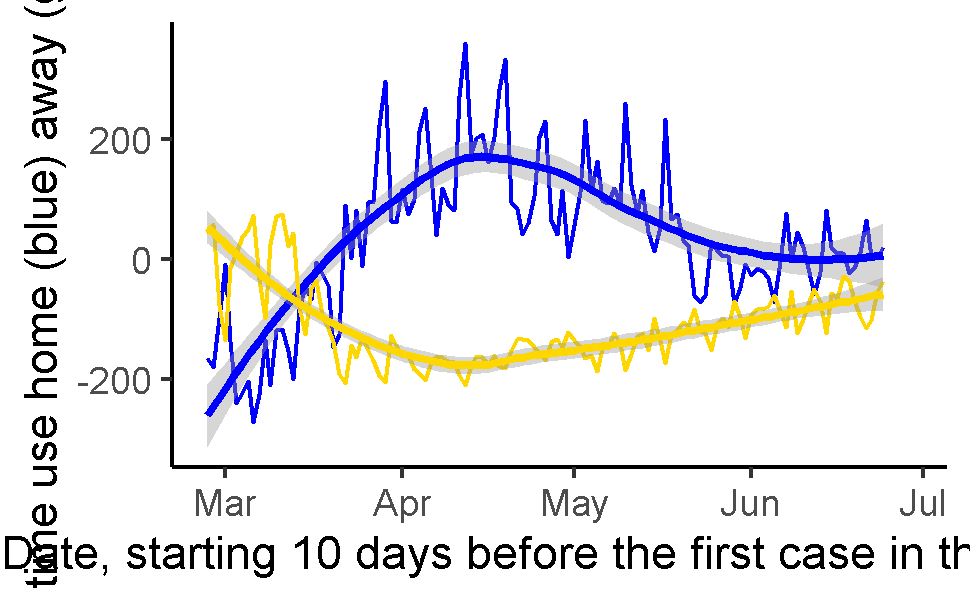 time use home (blue) away (
200
0
-200
Mar Apr May Jun Jul
Date, starting 10 days before the first case in th